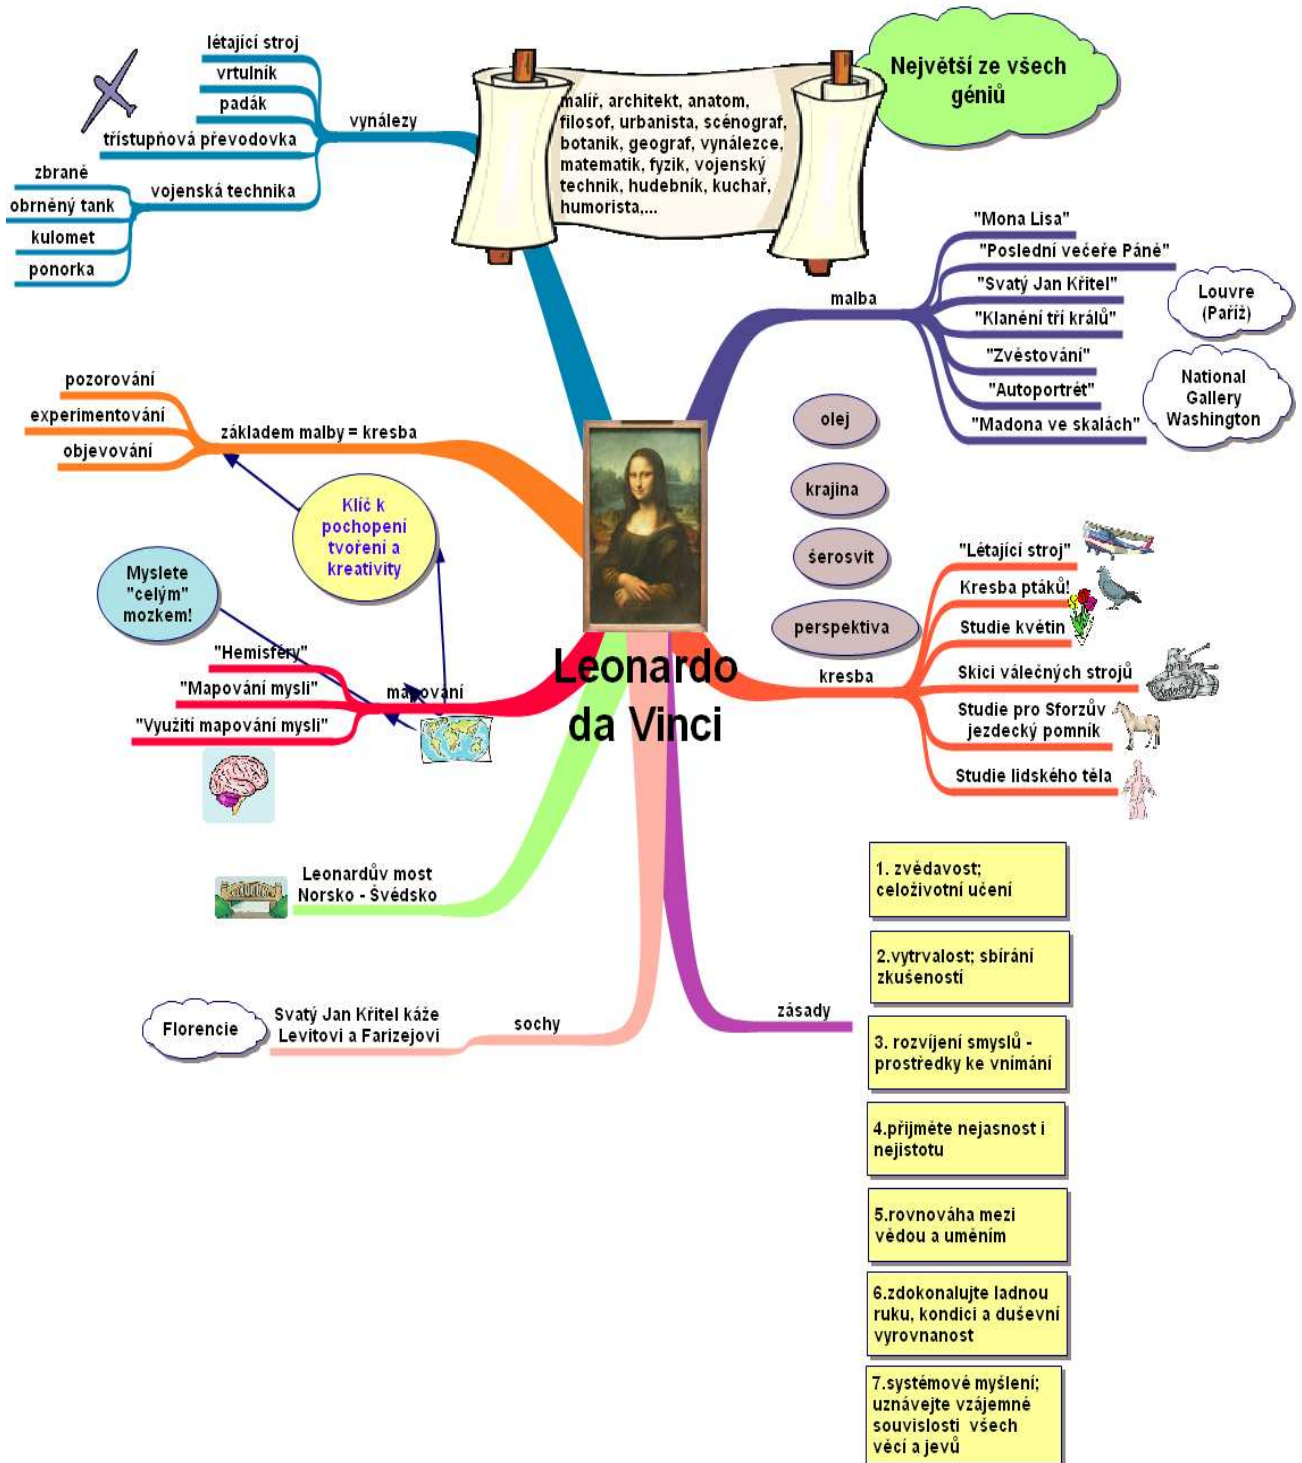 létající stroj
vrtulník
padák
třístupňová převodovka
vynálezy
zbraně
obrněný tank
kulomet
ponorka
vojenská technika
malíř, architekt, anatom,
filosof, urbanista, scénograf,
botanik, geograf, vynálezce,
matematik, fyzik, vojenský
technik, hudebník, kuchař,
humorista,...
Největší ze všech
géniů
malba
"Mona Lisa"
"Poslední večeře Páně"
"Svatý Jan Křitel"
"Klanění tří králů"
"Zvěstování"
"Autoportrét"
"Madona ve skalách"
Louvre
(Paříž)
National
Gallery
Washington
pozorování
experimentování
objevování
základem malby = kresba
Klíč k
pochopení
tvoření a
kreativity
Myslete
"celým"
mozkem!
"Hemisféry"
"Mapování mysli"
"Využití mapování mysli"
mapování
olej
krajina
šerosvit
perspektiva
Leonardo
da Vinci
kresba
"Létající stroj"
Kresba ptáků!
Studie květin
Skici válečných strojů
Studie pro Sforzův
jezdecký pomník
Studie lidského těla
Leonardův most
Norsko - Švédsko
Florencie
Svatý Jan Křitel káže
Levitovi a Farizejovi
sochy
zásady
1. zvědavost;
celoživotní učení
2.vytrvalost; sbírání
zkušeností
3. rozvíjení smyslů -
prostředky ke vnímání
4.přijměte nejasnost i
nejistotu
5.rovnováha mezi
vědou a uměním
6.zdokonalujte ladnou
ruku, kondici a duševní
vyrovnanost
7.systémové myšlení;
uznávejte vzájemné
souvislosti všech
věcí a jevů